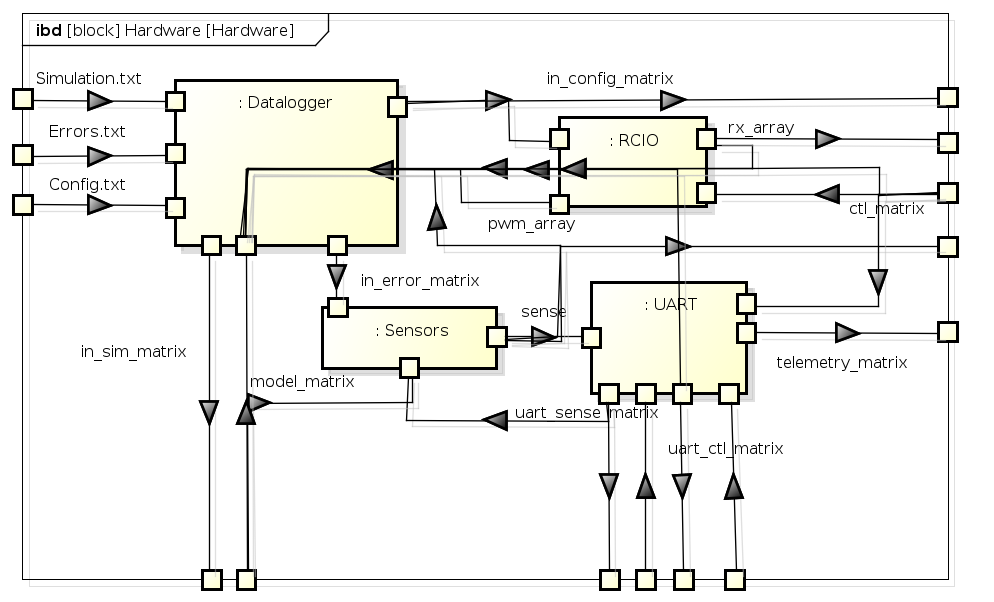 ibd [block] Hardware [Hardware]
Simulation.txt
in_config_matrix
: Datalogger
Errors.txt
rx_array
: RCIO
Config.txt
ctl_matrix
pwm_array
in_error_matrix
: UART
sense
: Sensors
in_sim_matrix
telemetry_matrix
model_matrix
uart_sense_matrix
uart_ctl_matrix